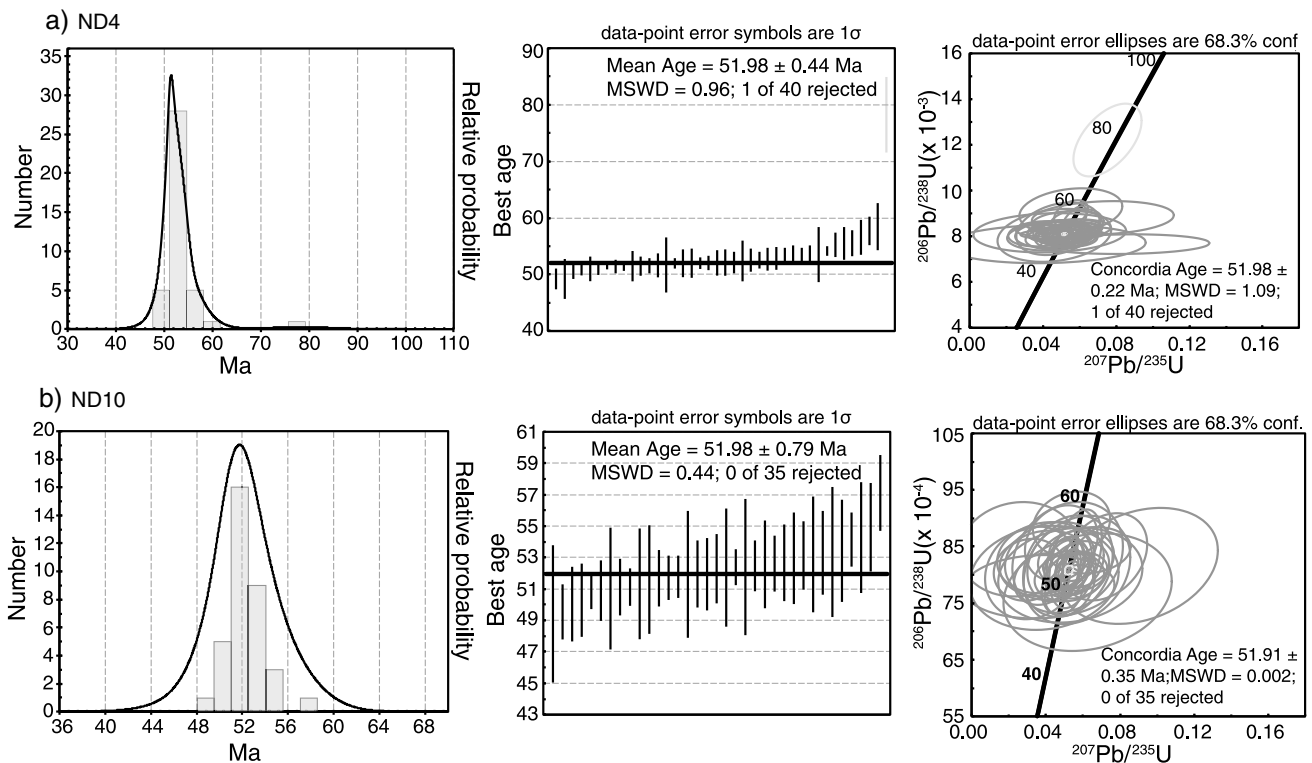 a) ND4
35
30
25
20
15
10
5
0
Number
30 40 50 60 70 80 90 100 110
Ma
Relative probability
data-point error symbols are 1σ
Mean Age = 51.98 ± 0.44 Ma
MSWD = 0.96; 1 of 40 rejected
90
80
70
60
50
40
Best age
data-point error ellipses are 68.3% conf
16
14
12
10
8
6
4
206Pb/238U(x 10-3)
100
80
60
40
Concordia Age = 51.98 ±
0.22 Ma; MSWD = 1.09;
1 of 40 rejected
0.00 0.04 0.08 0.12 0.16
207Pb/235U
b) ND10
20
18
16
14
12
10
8
6
4
2
0
Number
36 40 44 48 52 56 60 64 68
Ma
Relative probability
data-point error symbols are 1σ
Mean Age = 51.98 ± 0.79 Ma
MSWD = 0.44; 0 of 35 rejected
61
59
57
55
53
51
49
47
45
43
Best age
data-point error ellipses are 68.3% conf.
105
95
85
75
65
55
206Pb/238U(x 10-4)
60
50
40
Concordia Age = 51.91 ±
0.35 Ma;MSWD = 0.002;
0 of 35 rejected
0.00 0.04 0.08 0.12 0.16
207Pb/235U